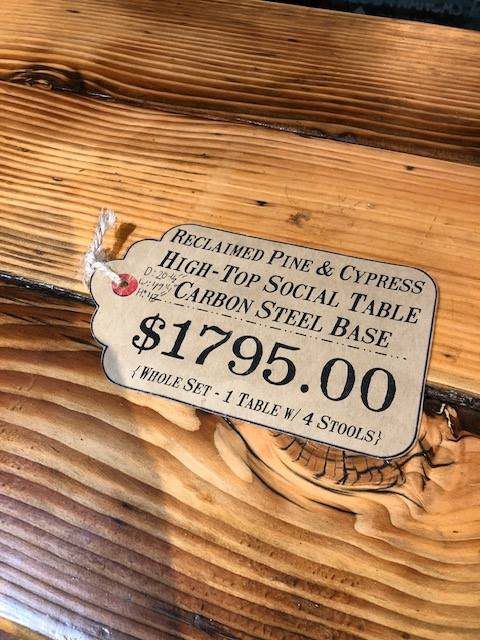 Reclaimed Pine & Cypress
High-Top Social Table
Carbon Steel Base
$1795.00
{Whole Set - 1 Table w/ 4 Stools}